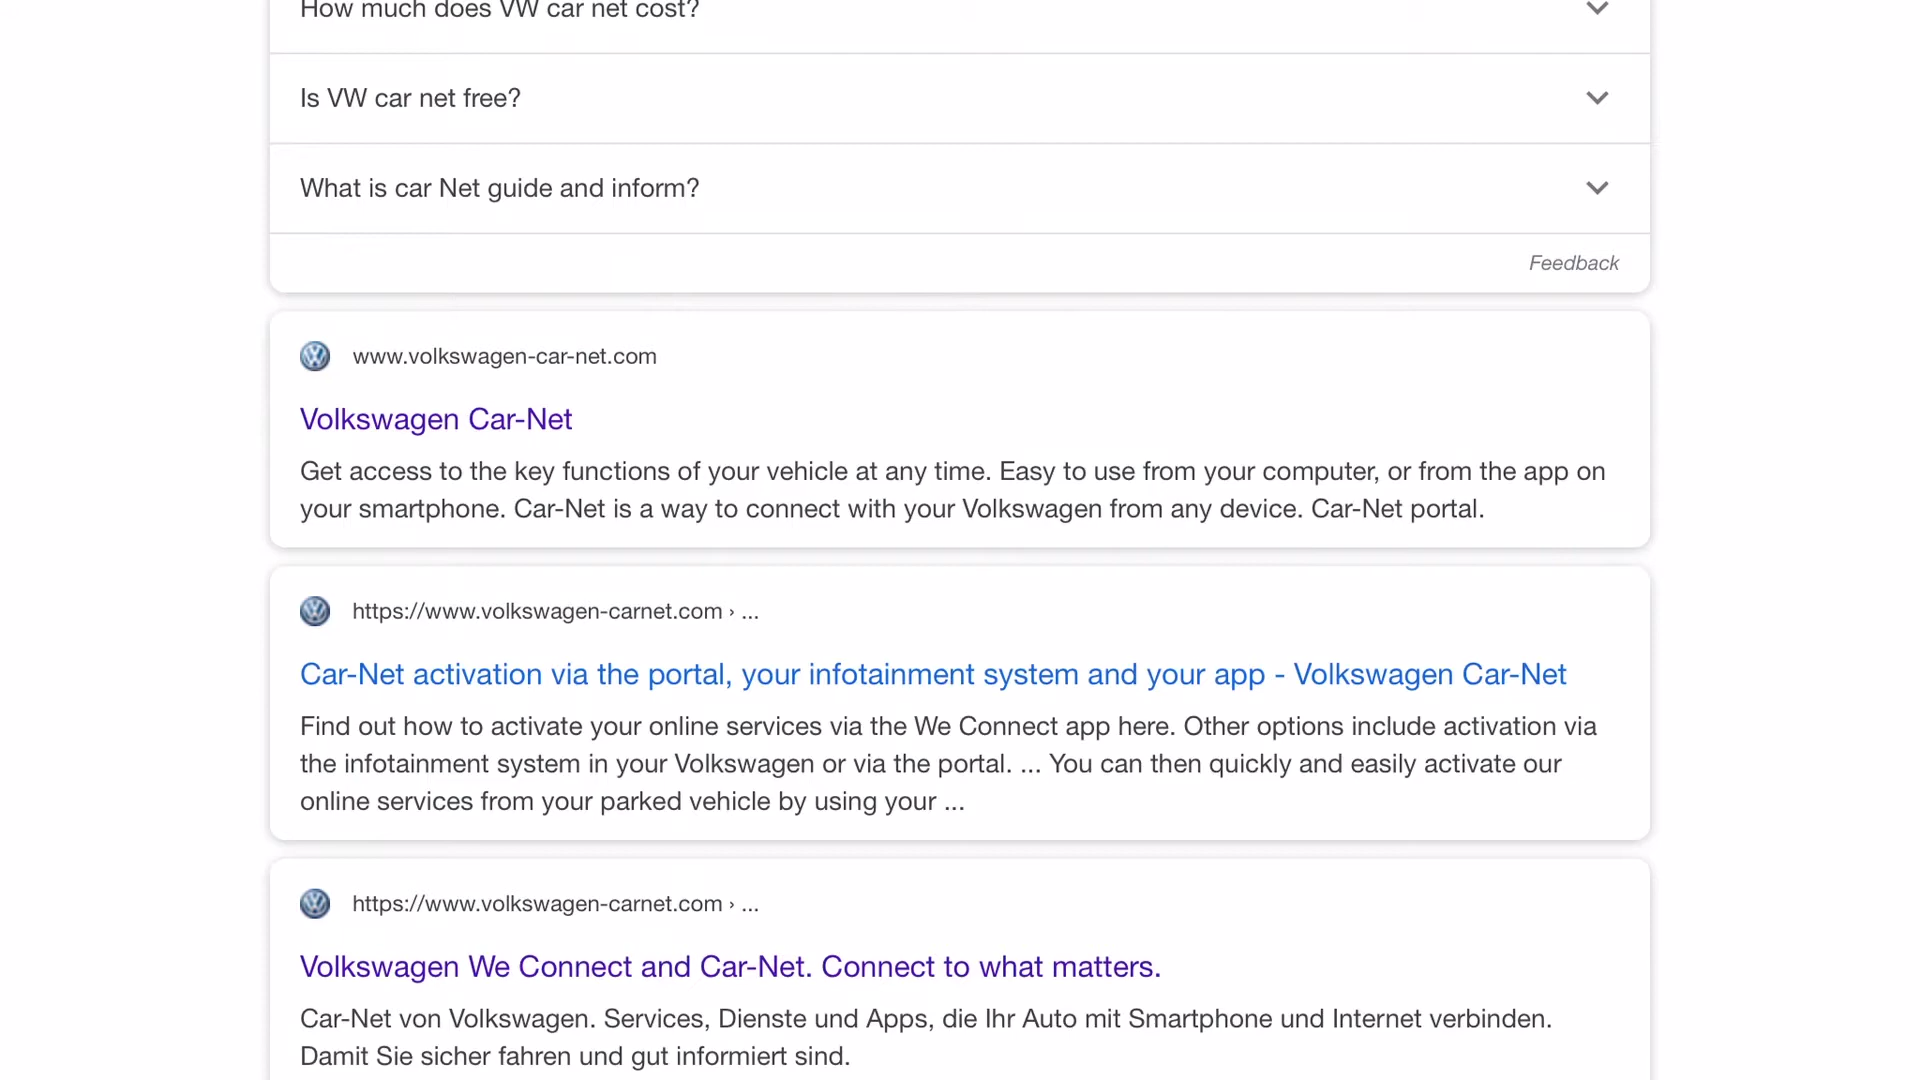 How much does VW car net cost?
Is VW car net free?
What is car Net guide and inform?
Feedback
www.volkswagen-car-net.com
Volkswagen Car-Net
Get access to the key functions of your vehicle at any time. Easy to use from your computer, or from the app on
your smartphone. Car-Net is a way to connect with your Volkswagen from any device. Car-Net portal.
https://www.volkswagen-carnet.com › ...
Car-Net activation via the portal, your infotainment system and your app - Volkswagen Car-Net
Find out how to activate your online services via the We Connect app here. Other options include activation via
the infotainment system in your Volkswagen or via the portal. ... You can then quickly and easily activate our
online services from your parked vehicle by using your ...
https://www.volkswagen-carnet.com › ...
Volkswagen We Connect and Car-Net. Connect to what matters.
Car-Net von Volkswagen. Services, Dienste und Apps, die Ihr Auto mit Smartphone und Internet verbinden.
Damit Sie sicher fahren und gut informiert sind.